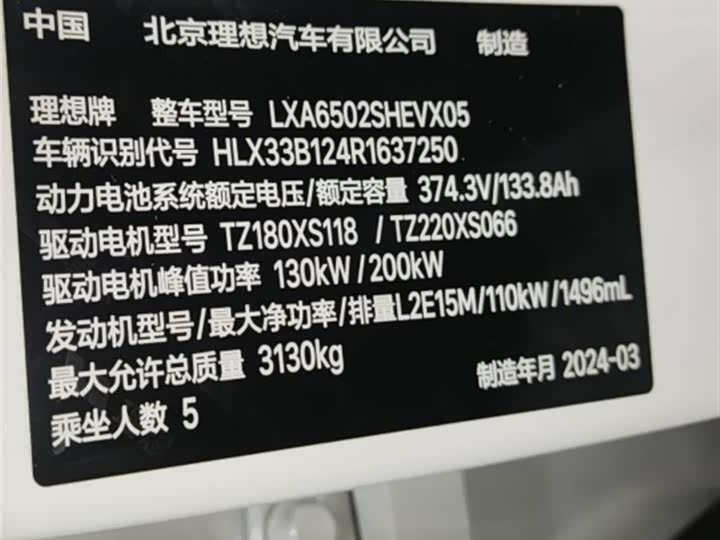 中国 北京理想汽车有限公司 制造
理想牌 整车型号 LXA6502SHEVX05
车辆识别代号 HLX33B124R1637250
动力电池系统额定电压/额定容量 374.3V/133.8Ah
驱动电机型号 TZ180XS118 / TZ220XS066
驱动电机峰值功率 130kW / 200kW
发动机型号/最大净功率/排量L2E15M/110kW/1496mL
最大允许总质量 3130kg
制造年月 2024-03
乘坐人数 5